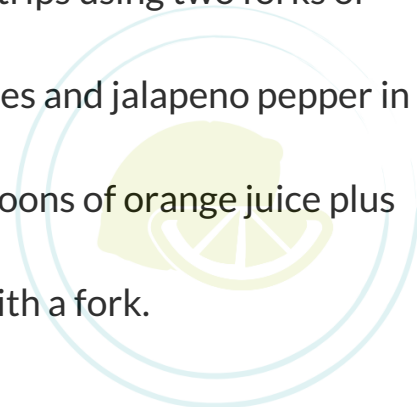 trips using two forks or
es and jalapeno pepper in
oons of orange juice plus
ith a fork.